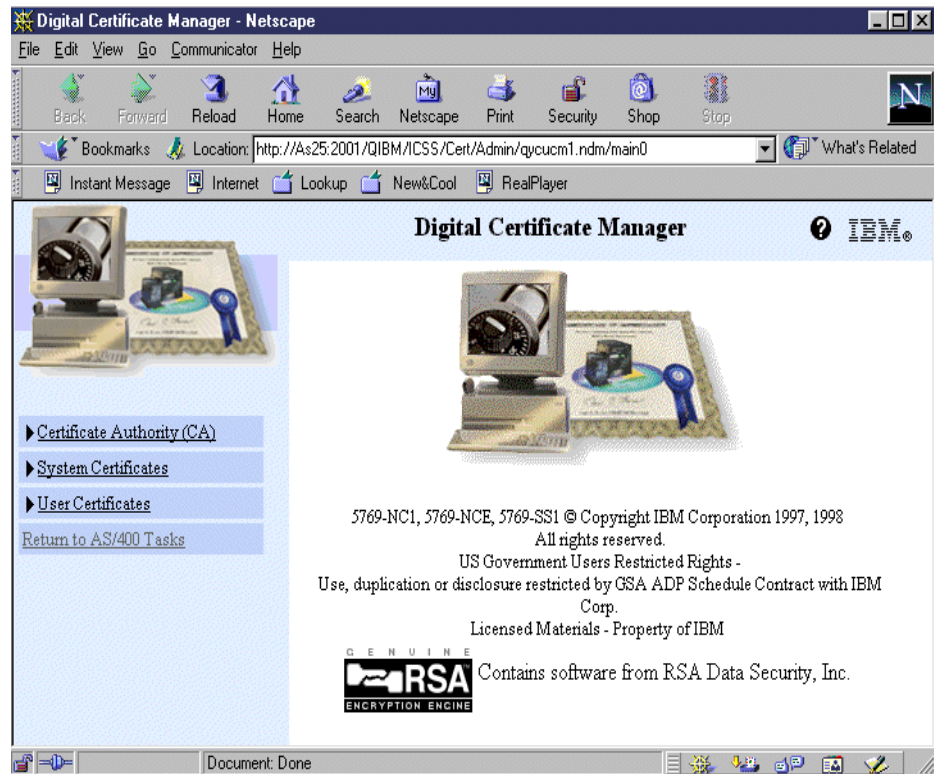 Digital Certificate Manager - Netscape
File Edit View Go Communicator Help
Back Forward Reload Home Search Netscape Print Security Shop Stop
My
N
Bookmarks Location: http://As25:2001/QIBM/ICSS/Cert/Admin/qycucm1.ndm/main0 What's Related
Instant Message Internet Lookup New&Cool RealPlayer
Digital Certificate Manager
? IBM®
Certificate Authority (CA)
System Certificates
User Certificates
Return to AS/400 Tasks
5769-NC1, 5769-NCE, 5769-SS1 © Copyright IBM Corporation 1997, 1998
All rights reserved.
US Government Users Restricted Rights -
Use, duplication or disclosure restricted by GSA ADP Schedule Contract with IBM
Corp.
Licensed Materials - Property of IBM
GENUINE
RSA
ENCRYPTION ENGINE
Contains software from RSA Data Security, Inc.
Document: Done